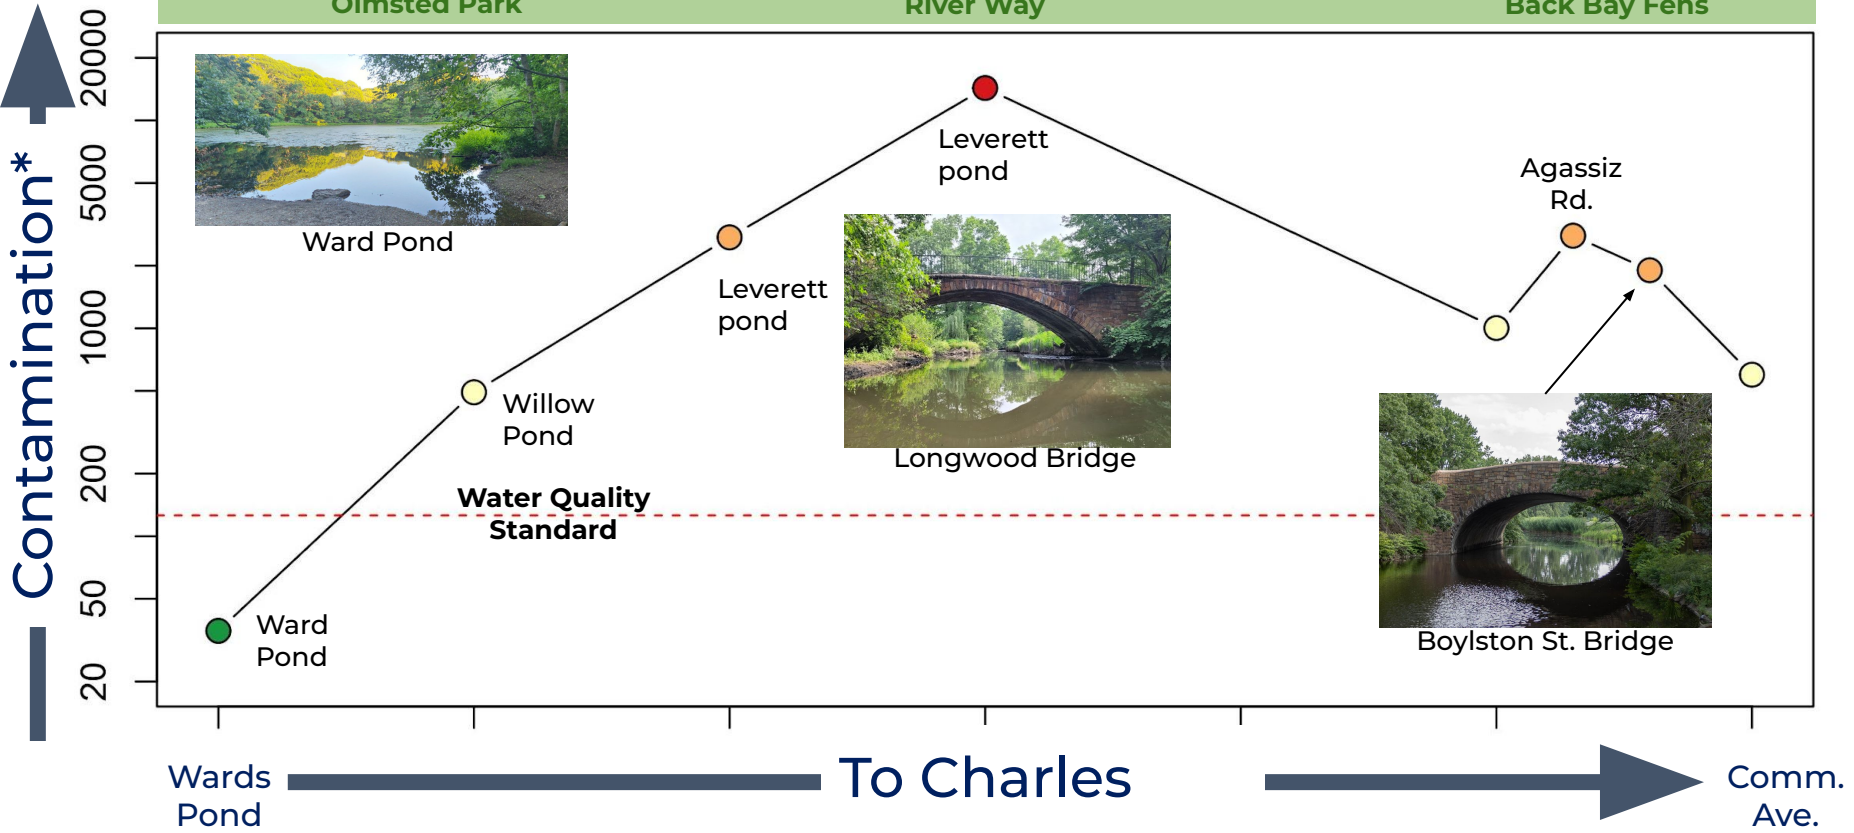 Olmsted Park
River Way
Back Bay Fens
Contamination*
20000
5000
1000
200
50
20
Ward Pond
Leverett
pond
Agassiz
Rd.
Leverett
pond
Willow
Pond
Longwood Bridge
Water Quality
Standard
Ward
Pond
Boylston St. Bridge
Wards
Pond
To Charles
Comm.
Ave.